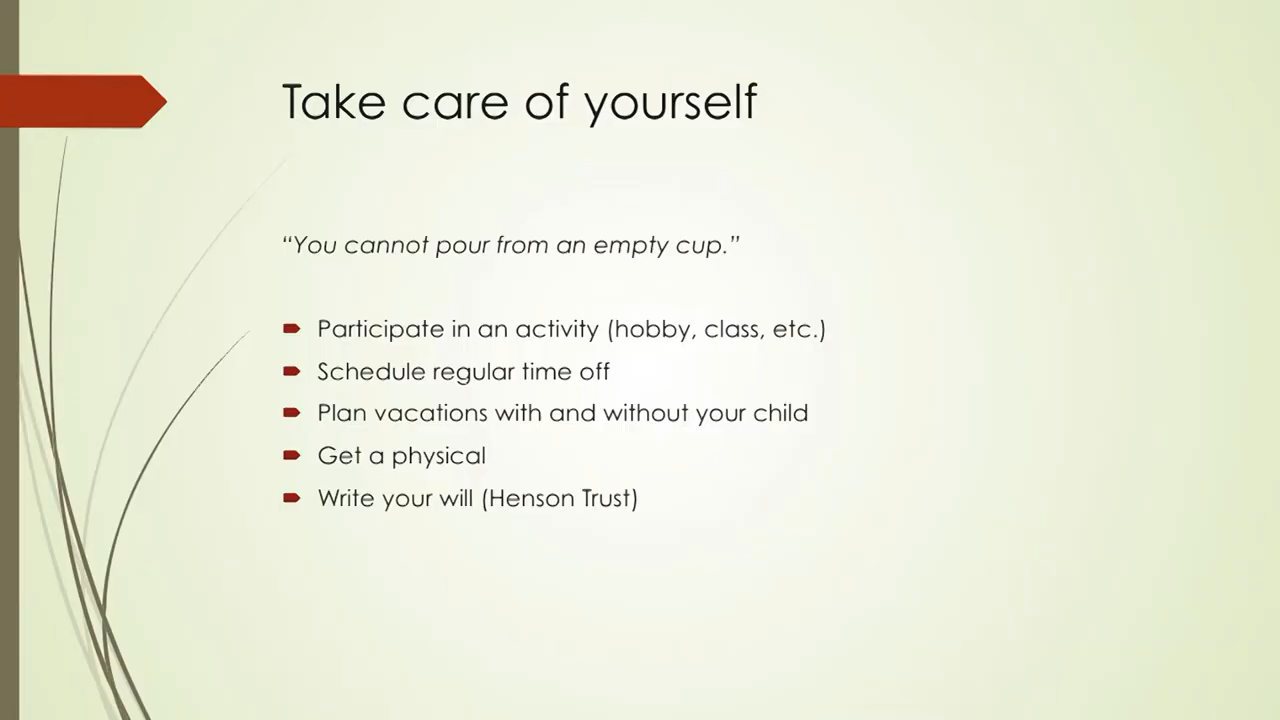 Take care of yourself
“You cannot pour from an empty cup.”
Participate in an activity (hobby, class, etc.)
Schedule regular time off
Plan vacations with and without your child
Get a physical
Write your will (Henson Trust)